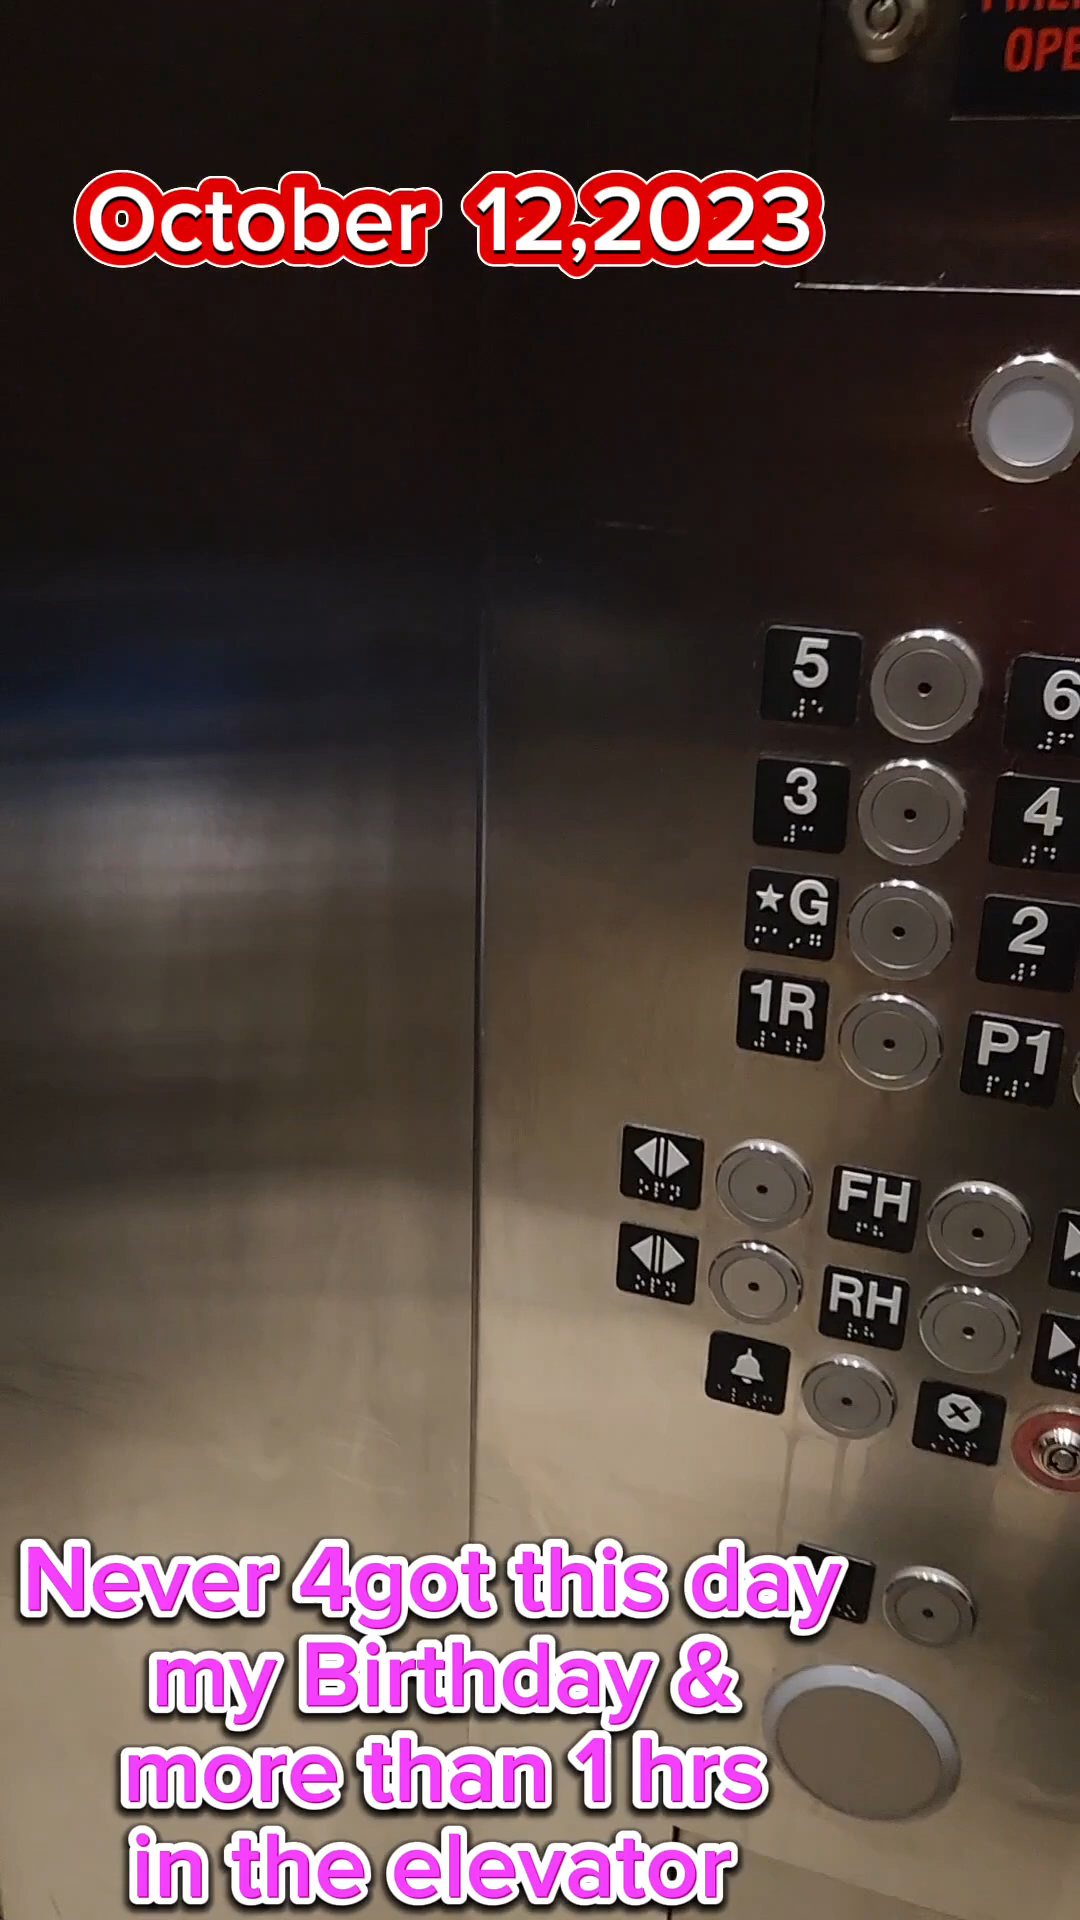 OPE
October 12,2023
5
6
3
4
★G
2
1R
P1
FH
RH
Never 4got this day
my Birthday &
more than 1 hrs
in the elevator